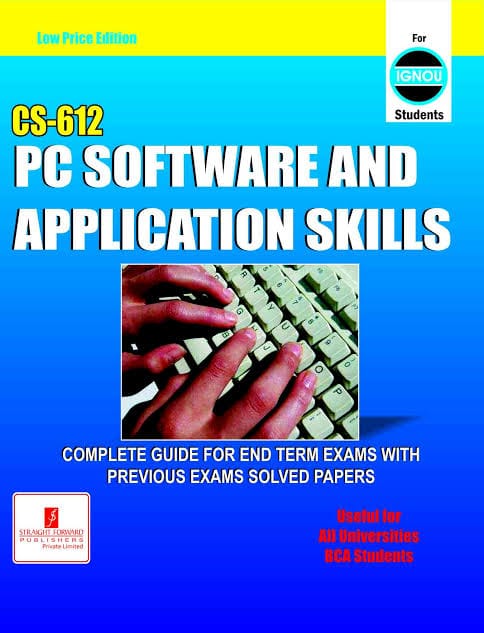 Low Price Edition
For
IGNOU
Students
CS-612
PC SOFTWARE AND
APPLICATION SKILLS
COMPLETE GUIDE FOR END TERM EXAMS WITH
PREVIOUS EXAMS SOLVED PAPERS
STRAIGHT FORWARD
PUBLISHERS
Private Limited
Useful for
All Universities
BCA Students